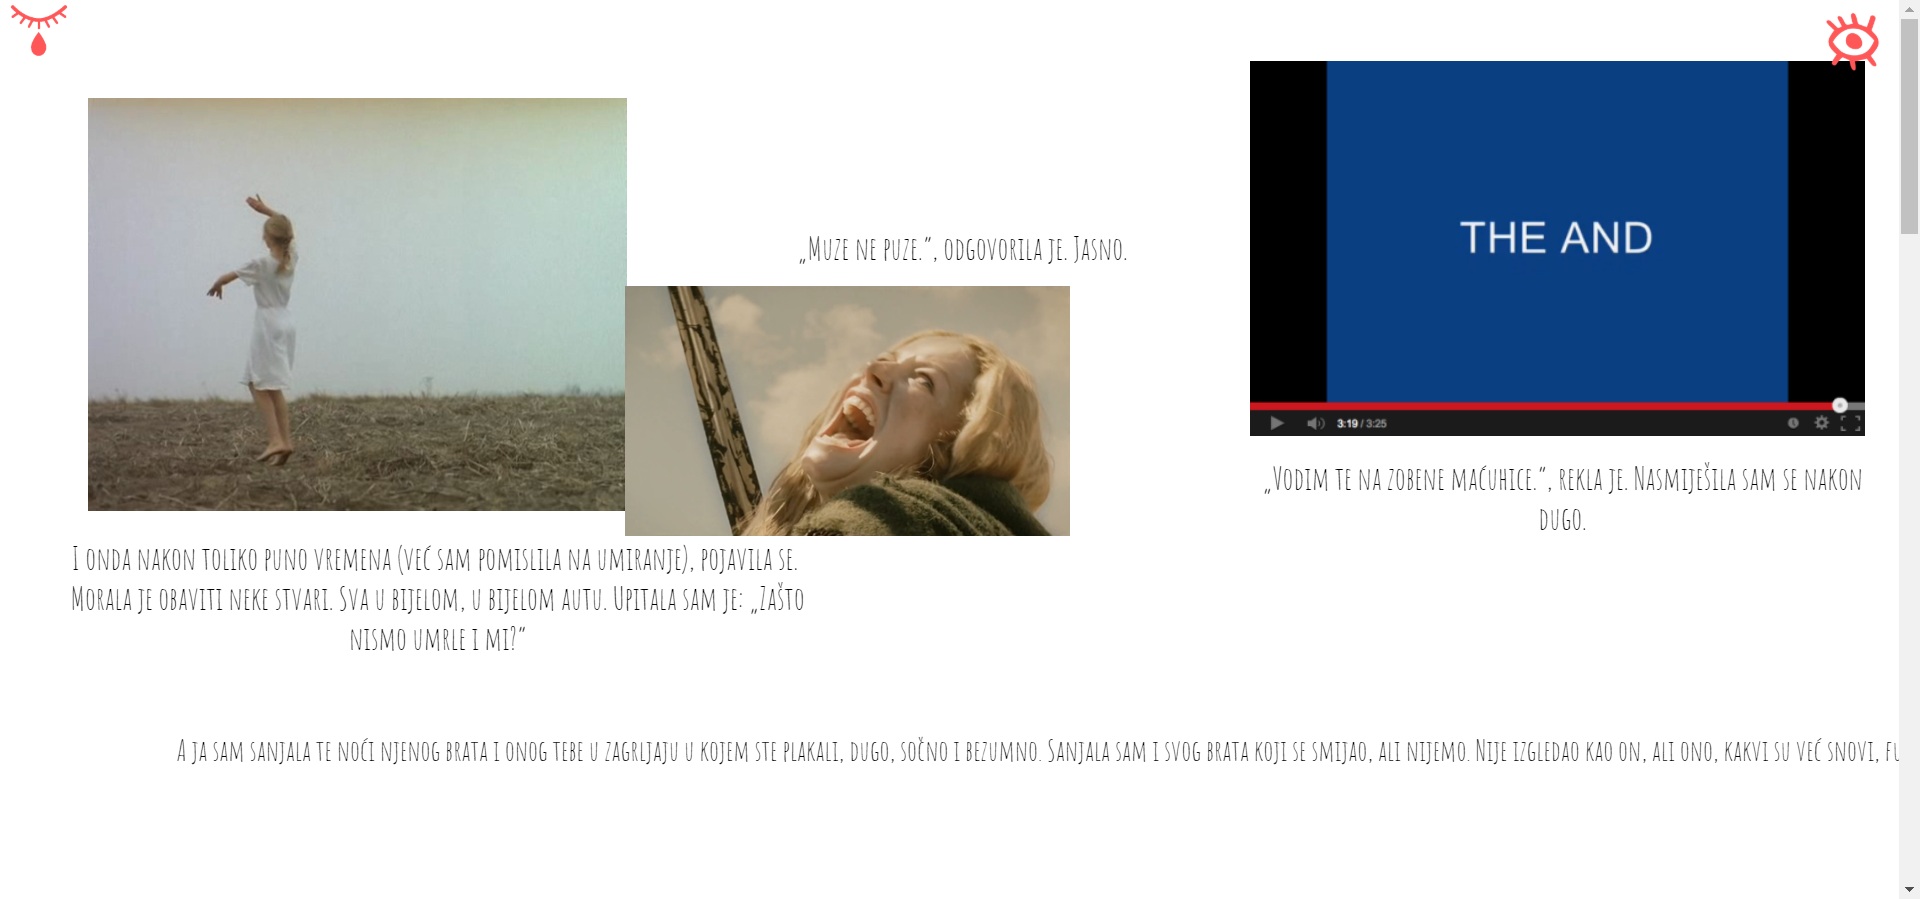 „Muze ne puze.“, odgovorila je. Jasno.
THE AND
3:19 / 3:25
„Vodim te na zobene maćuhice.“, rekla je. Nasmiješila sam se nakon
dugo.
I onda nakon toliko puno vremena (već sam pomislila na umiranje), pojavila se.
Morala je obaviti neke stvari. Sva u bijelom, u bijelom autu. Upitala sam je: „Zašto
nismo umrle i mi?“
A ja sam sanjala te noći njenog brata i onog tebe u zagrljaju u kojem ste plakali, dugo, sočno i bezumno. Sanjala sam i svog brata koji se smijao, ali nijemo. Nije izgledao kao on, ali ono, kakvi su već snovi,